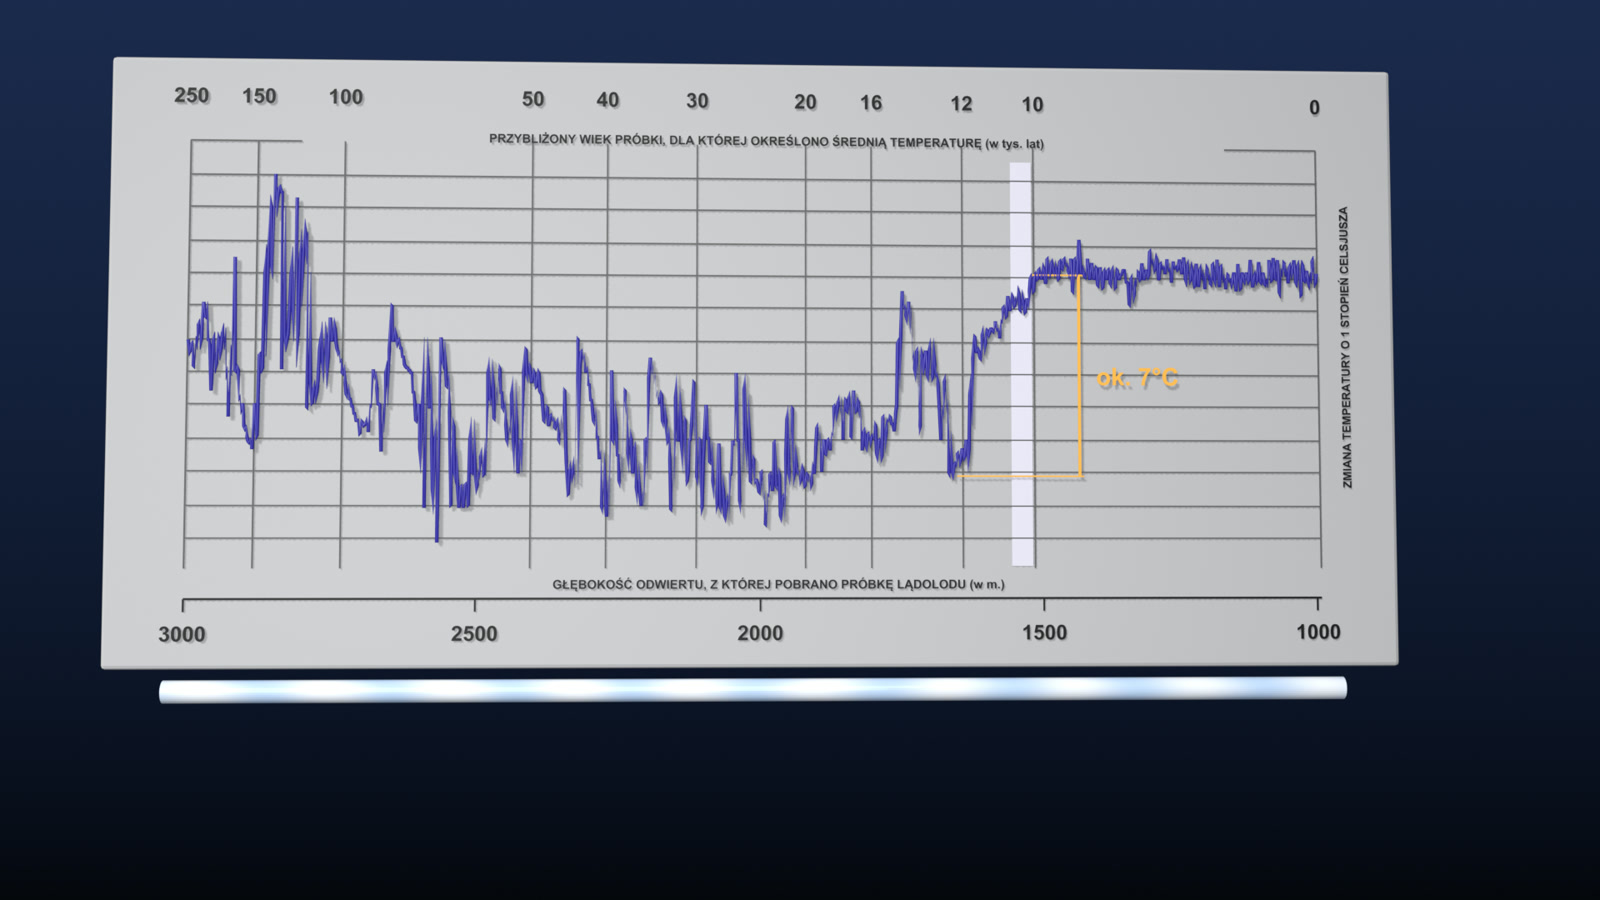 250 150 100 50 40 30 20 16 12 10 0
PRZYBLIŻONY WIEK PRÓBKI, DLA KTÓREJ OKREŚLONO ŚREDNIĄ TEMPERATURĘ (w tys. lat)
ZMIANA TEMPERATURY O 1 STOPIEŃ CELSJUSZA
ok. 7°C
GŁĘBOKOŚĆ ODWIERTU, Z KTÓREJ POBRANO PRÓBKĘ LĄDOLODU (w m.)
3000 2500 2000 1500 1000